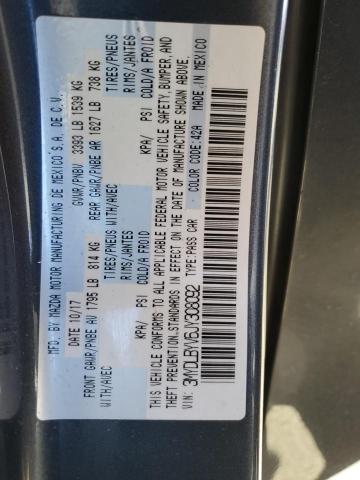 MFG. BY MAZDA MOTOR MANUFACTURING DE MEXICO S.A. DE C.V.
DATE 10/17 GVWR/PNBV 3393 LB 1539 KG
FRONT GAWR/PNBE AV 1795 LB 814 KG REAR GAWR/PNBE AR 1627 LB 738 KG
WITH/AVEC TIRES/PNEUS WITH/AVEC TIRES/PNEUS
RIMS/JANTES RIMS/JANTES
KPA/ PSI COLD/A FROID KPA/ PSI COLD/A FROID
THIS VEHICLE CONFORMS TO ALL APPLICABLE FEDERAL MOTOR VEHICLE SAFETY, BUMPER, AND
THEFT PREVENTION STANDARDS IN EFFECT ON THE DATE OF MANUFACTURE SHOWN ABOVE.
VIN: 3MYDLBYV6JY308092 TYPE:PASS CAR COLOR CODE:42A MADE IN MEXICO